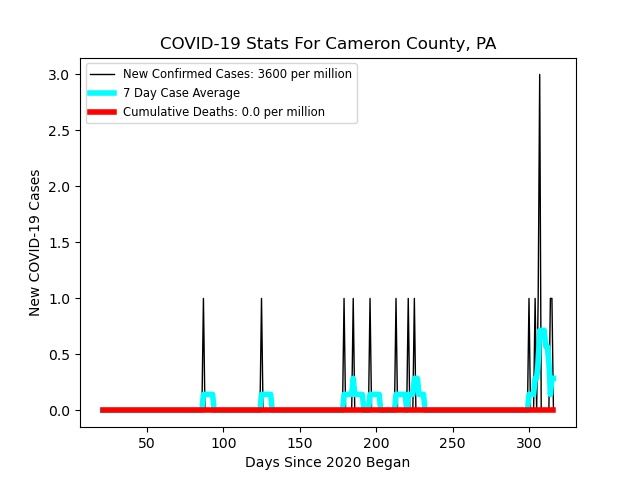 COVID-19 Stats For Cameron County, PA
New Confirmed Cases: 3600 per million
7 Day Case Average
Cumulative Deaths: 0.0 per million
New COVID-19 Cases
3.0
2.5
2.0
1.5
1.0
0.5
0.0
50 100 150 200 250 300
Days Since 2020 Began